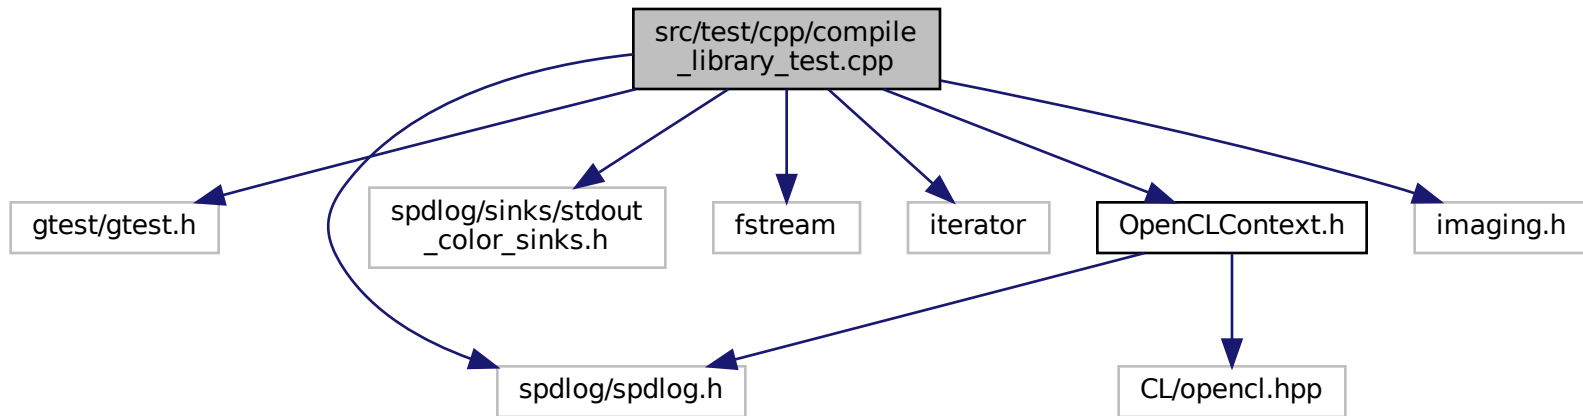 src/test/cpp/compile
_library_test.cpp
gtest/gtest.h
spdlog/sinks/stdout
_color_sinks.h
fstream
iterator
OpenCLContext.h
imaging.h
spdlog/spdlog.h
CL/opencl.hpp